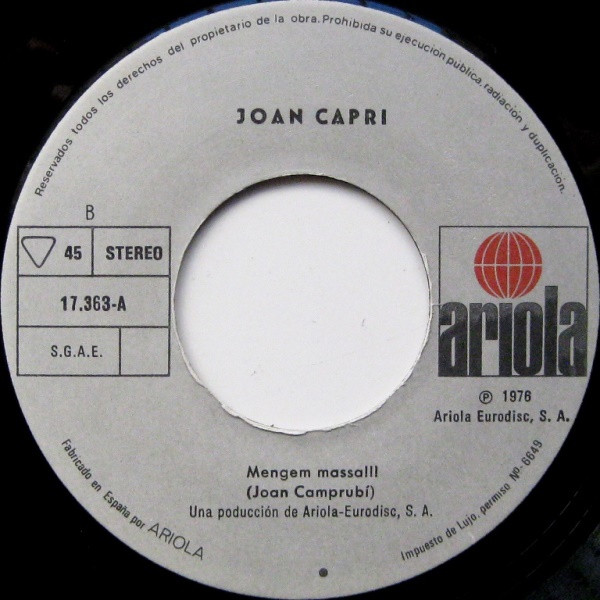 Reservados todos los derechos del propietario de la obra. Prohibida su ejecución pública, radiación y duplicación.
JOAN CAPRI
B
45 STEREO
17.363-A
S.G.A.E.
ariola
℗ 1976
Ariola Eurodisc, S. A.
Mengem massa!!!
(Joan Camprubí)
Una poducción de Ariola-Eurodisc, S. A.
Fabricado en España por ARIOLA
Impuesto de Lujo. permiso Nº 6649